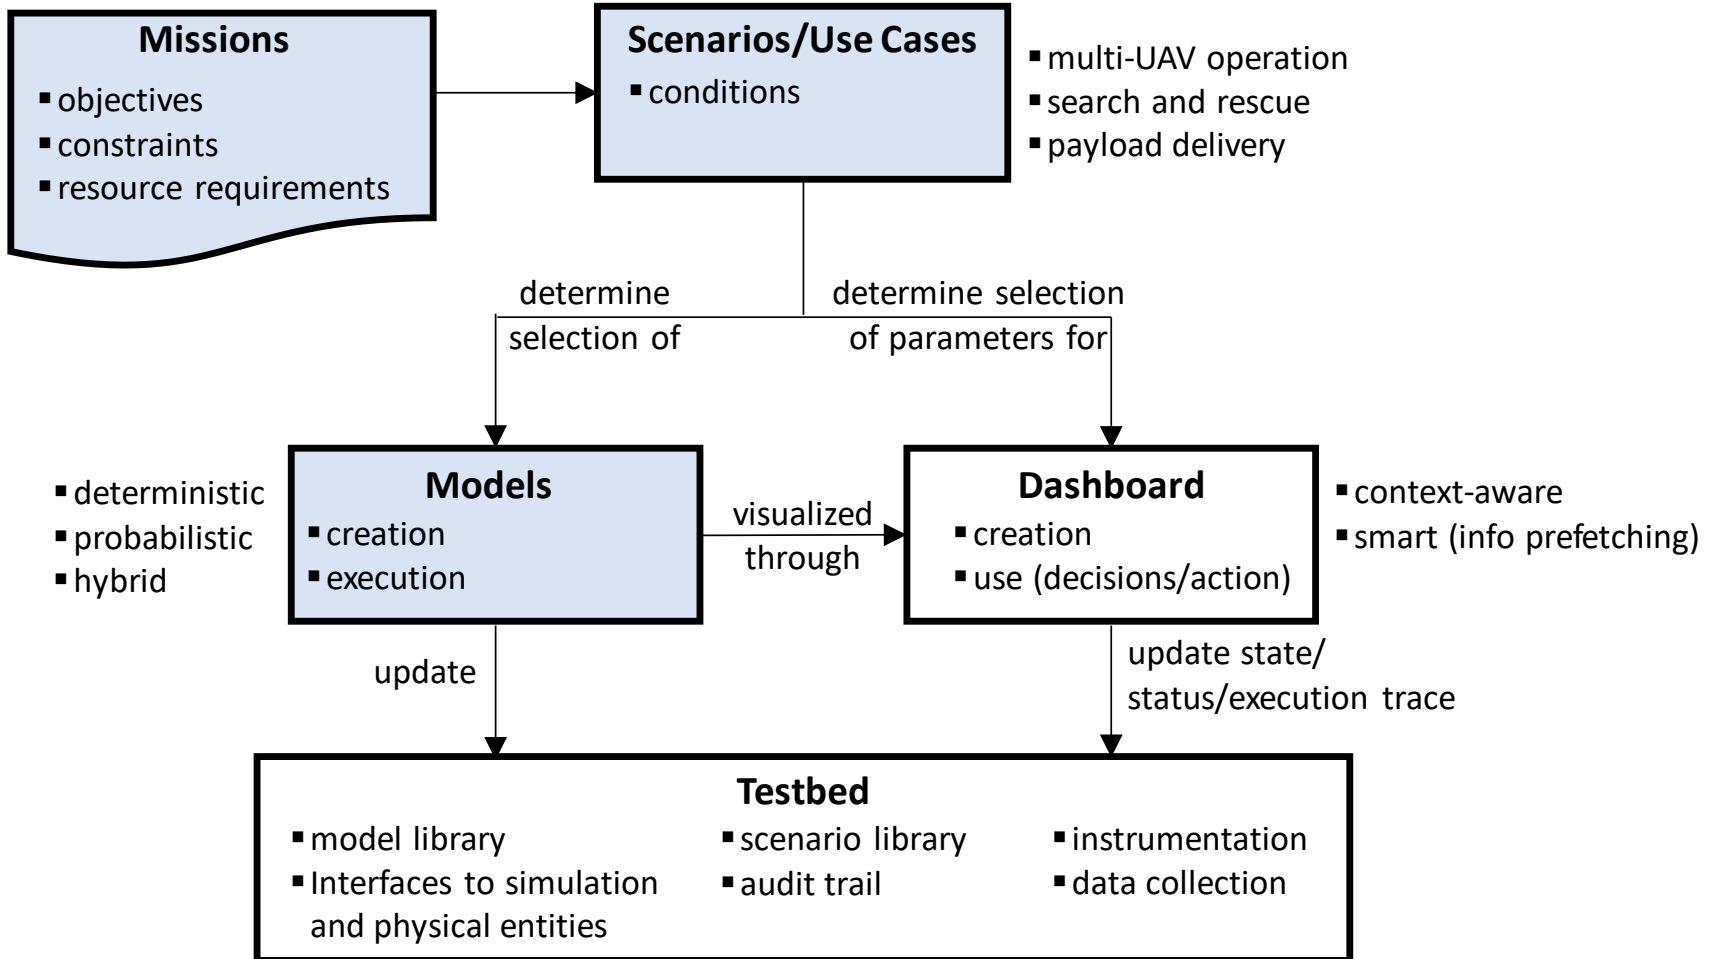 Missions
▪ objectives
▪ constraints
▪ resource requirements
Scenarios/Use Cases
▪ conditions
▪ multi-UAV operation
▪ search and rescue
▪ payload delivery
determine
selection of
determine selection
of parameters for
▪ deterministic
▪ probabilistic
▪ hybrid
Models
▪ creation
▪ execution
visualized
through
Dashboard
▪ creation
▪ use (decisions/action)
▪ context-aware
▪ smart (info prefetching)
update
update state/
status/execution trace
Testbed
▪ model library
▪ Interfaces to simulation
and physical entities
▪ scenario library
▪ audit trail
▪ instrumentation
▪ data collection